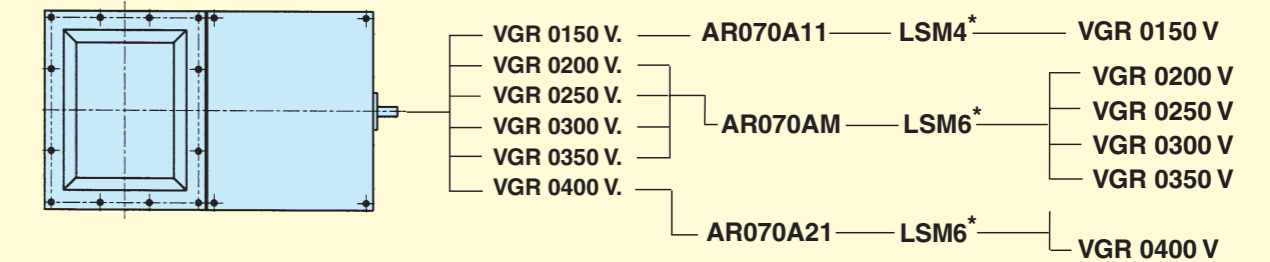 VGR 0150 V. AR070A11 LSM4* VGR 0150 V
VGR 0200 V. VGR 0200 V
VGR 0250 V. VGR 0250 V
AR070AM LSM6*
VGR 0300 V. VGR 0300 V
VGR 0350 V. VGR 0350 V
VGR 0400 V.
AR070A21 LSM6* VGR 0400 V